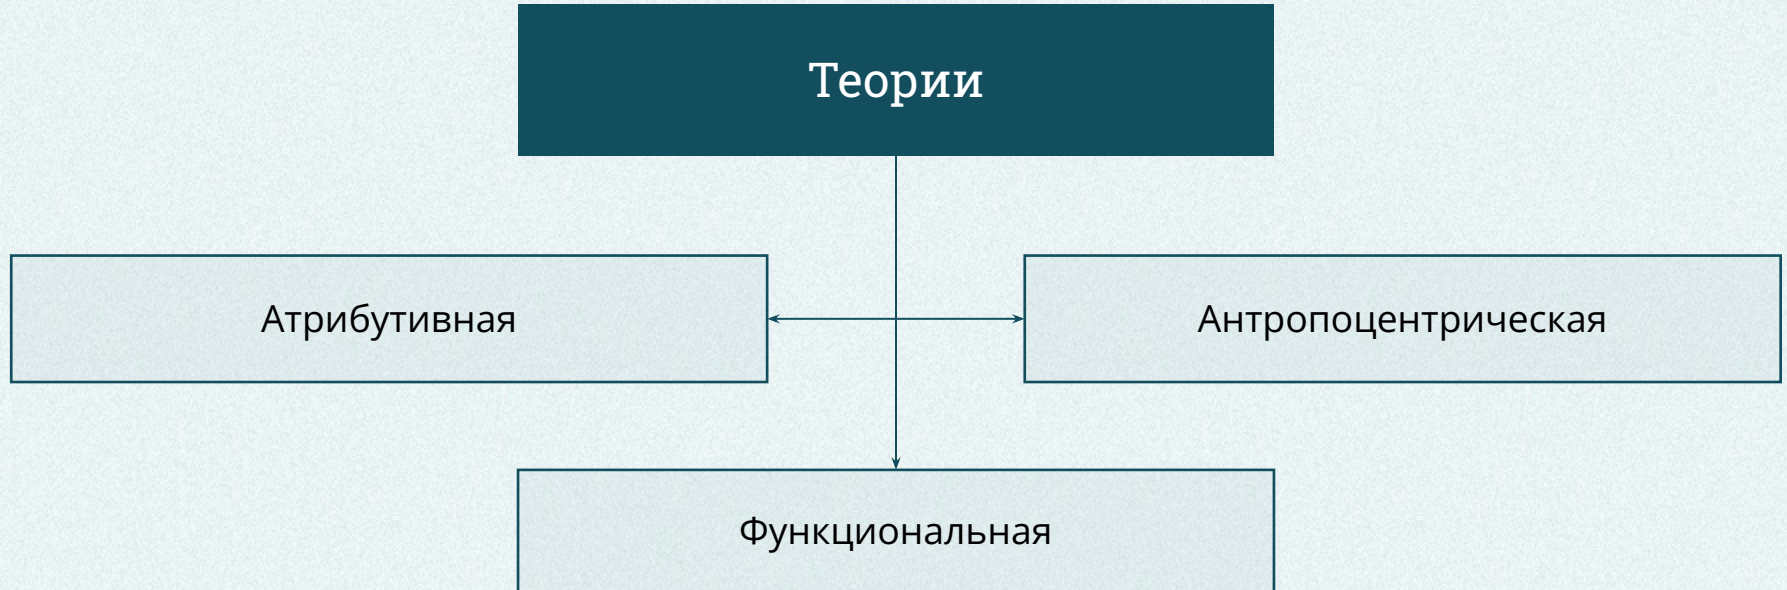 Теории
Атрибутивная
Антропоцентрическая
Функциональная